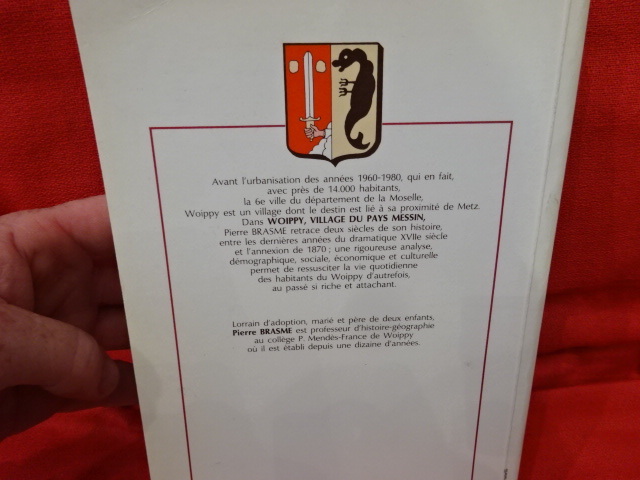 Avant l'urbanisation des années 1960-1980, qui en fait,
avec près de 14.000 habitants,
la 6e ville du département de la Moselle,
Woippy est un village dont le destin est lié à sa proximité de Metz.
Dans WOIPPY, VILLAGE DU PAYS MESSIN,
Pierre BRASME retrace deux siècles de son histoire,
entre les dernières années du dramatique XVIIe siècle
et l'annexion de 1870 ; une rigoureuse analyse,
démographique, sociale, économique et culturelle
permet de ressusciter la vie quotidienne
des habitants du Woippy d'autrefois,
au passé si riche et attachant.
Lorrain d'adoption, marié et père de deux enfants,
Pierre BRASME est professeur d'histoire-géographie
au collège P. Mendès-France de Woippy
où il est établi depuis une dizaine d'années.